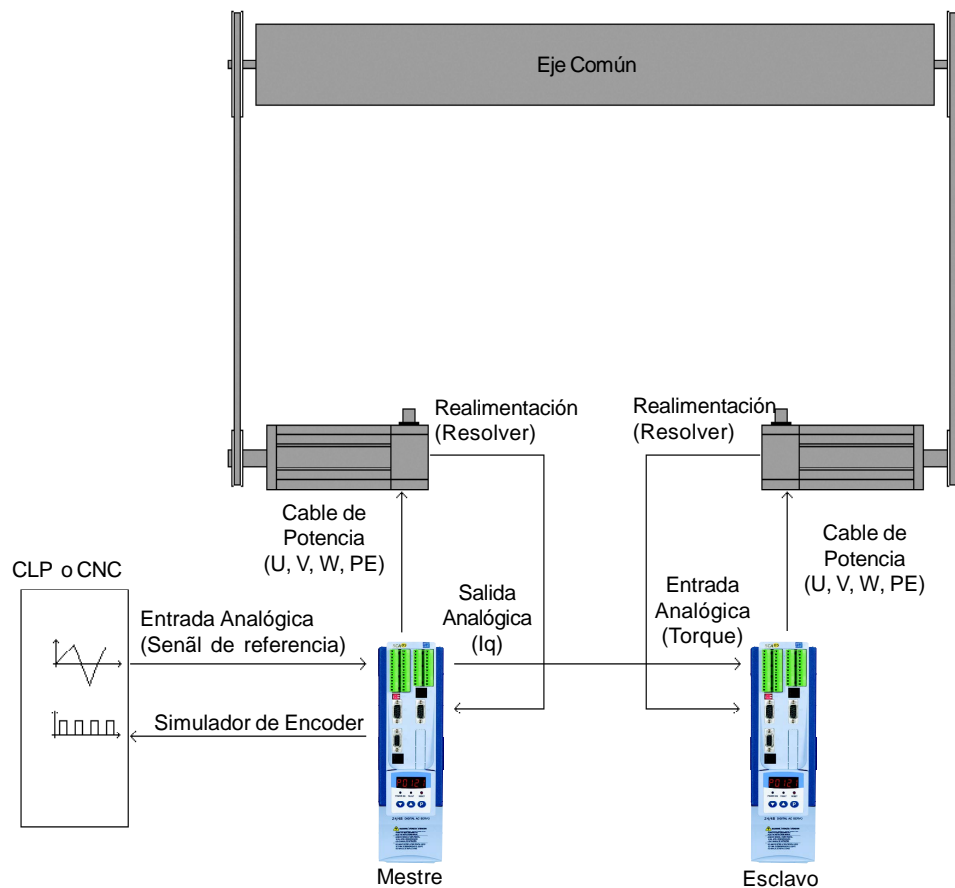 Eje Común
Realimentación
(Resolver)
Realimentación
(Resolver)
Cable de
Potencia
(U, V, W, PE)
Cable de
Potencia
(U, V, W, PE)
CLP o CNC
Entrada Analógica
(Senãl de referencia)
Salida
Analógica
(Iq)
Entrada
Analógica
(Torque)
Simulador de Encoder
Mestre
Esclavo